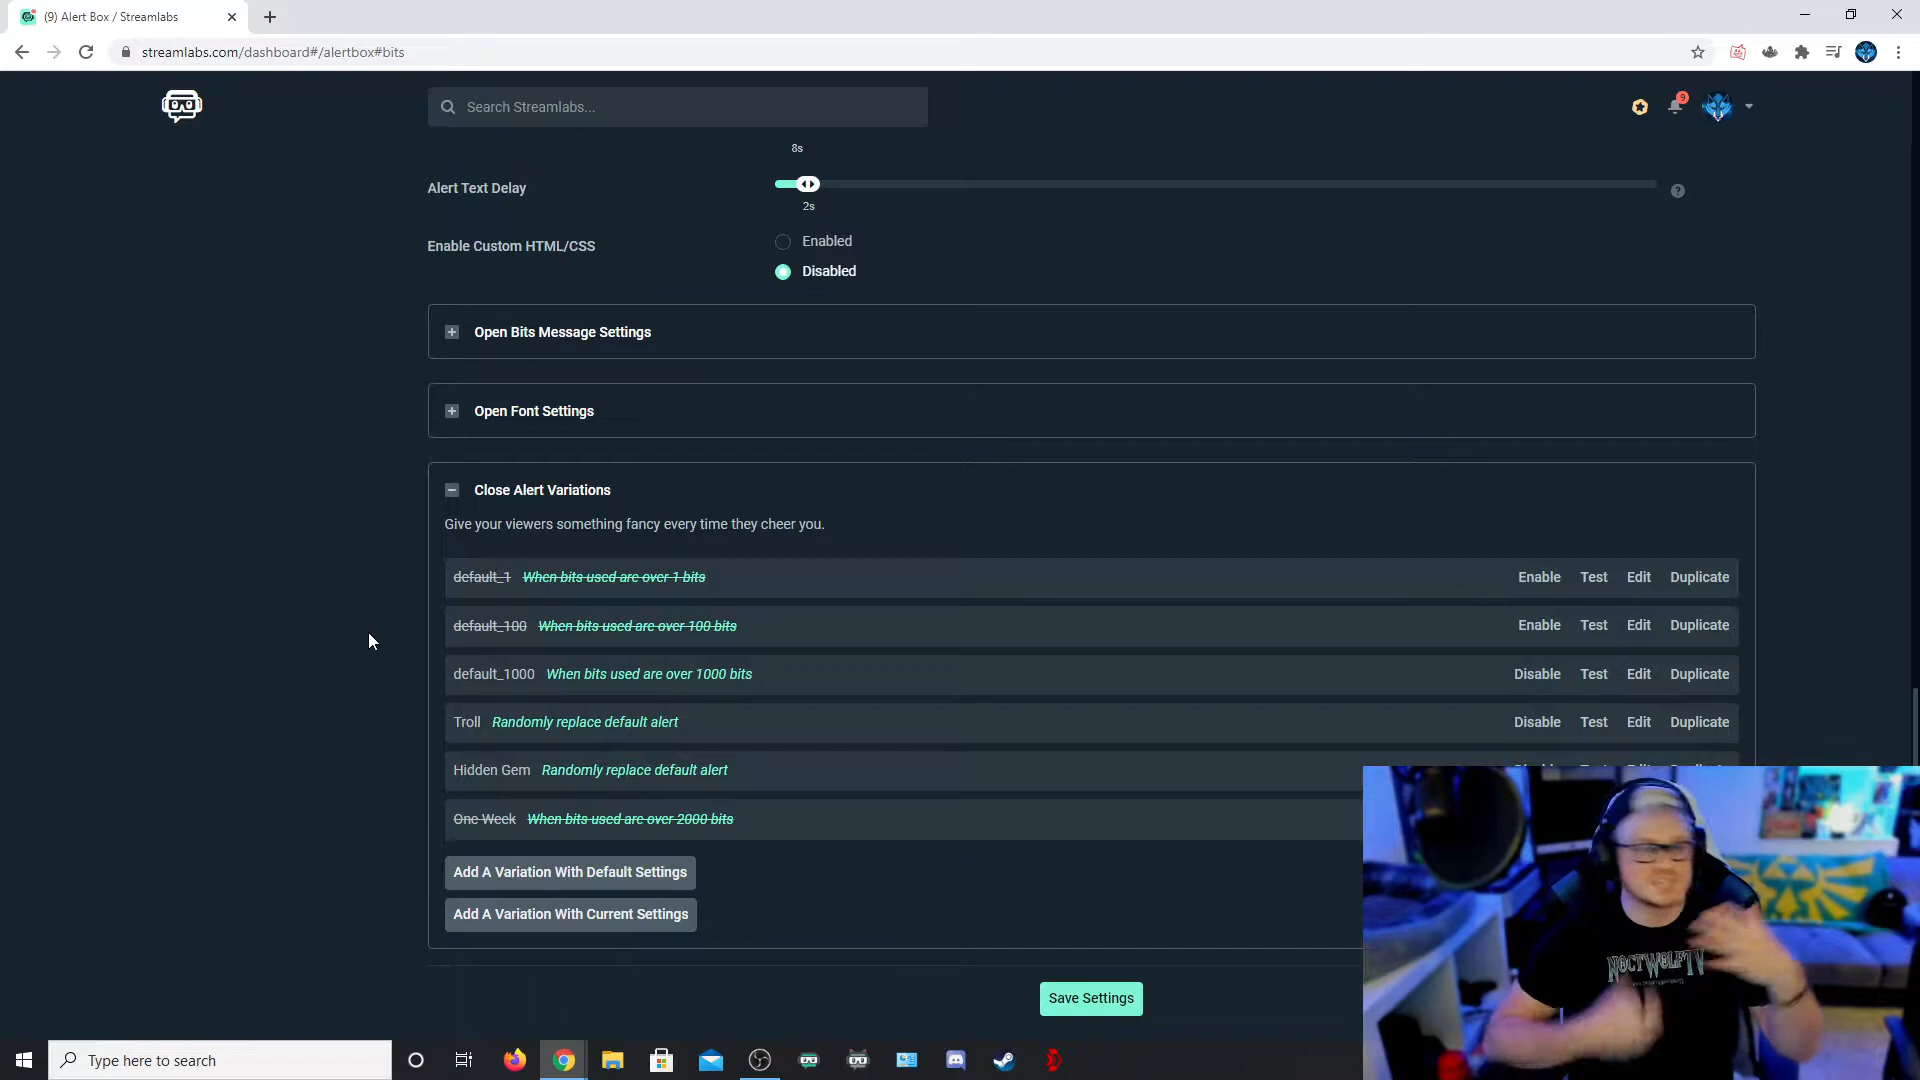 (9) Alert Box / Streamlabs
streamlabs.com/dashboard#/alertbox#bits
Search Streamlabs...
9
8s
Alert Text Delay
2s
Enable Custom HTML/CSS
Enabled
Disabled
Open Bits Message Settings
Open Font Settings
Close Alert Variations
Give your viewers something fancy every time they cheer you.
default_1 When bits used are over 1 bits Enable Test Edit Duplicate
default_100 When bits used are over 100 bits Enable Test Edit Duplicate
default_1000 When bits used are over 1000 bits Disable Test Edit Duplicate
Troll Randomly replace default alert Disable Test Edit Duplicate
Hidden Gem Randomly replace default alert
One Week When bits used are over 2000 bits
Add A Variation With Default Settings
Add A Variation With Current Settings
NOCTWOLFTV
Save Settings
Type here to search